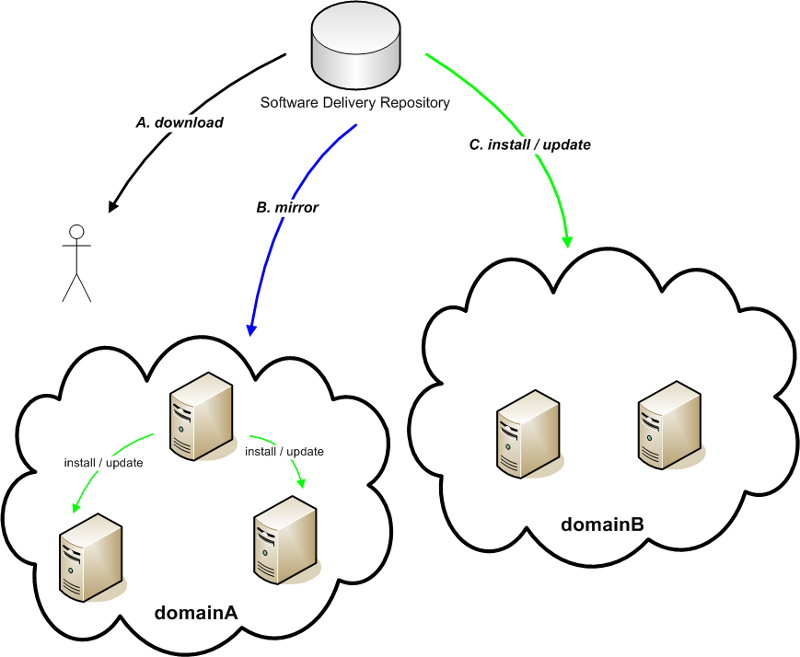 Software Delivery Repository
A. download
C. install / update
B. mirror
install / update
install / update
domainB
domainA